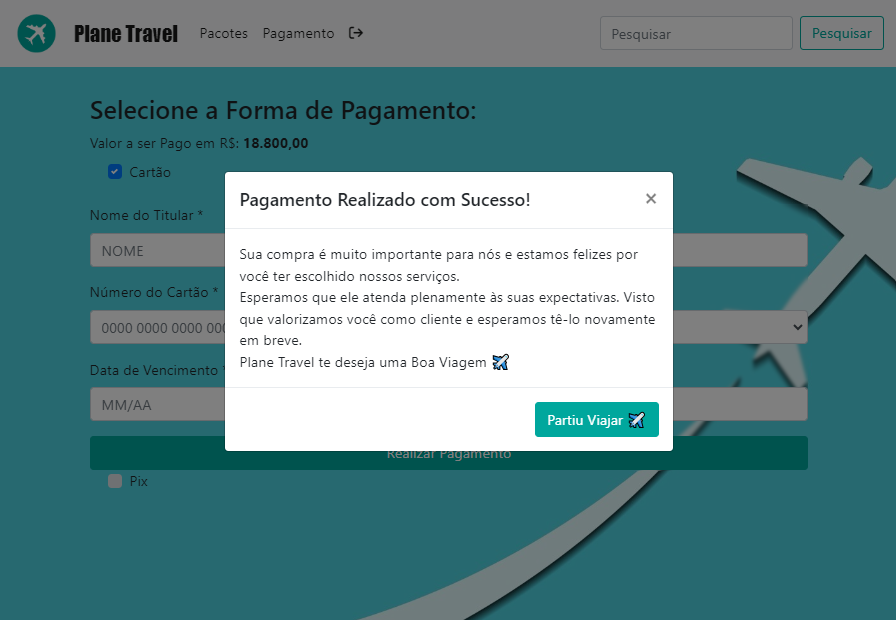 Plane Travel Pacotes Pagamento Pesquisar Pesquisar
Selecione a Forma de Pagamento:
Valor a ser Pago em R$: 18.800,00
Cartão
Nome do Titular *
NOME
Número do Cartão *
0000 0000 0000
Data de Vencimento
MM/AA
Realizar Pagamento
Pix
Pagamento Realizado com Sucesso!
×
Sua compra é muito importante para nós e estamos felizes por
você ter escolhido nossos serviços.
Esperamos que ele atenda plenamente às suas expectativas. Visto
que valorizamos você como cliente e esperamos tê-lo novamente
em breve.
Plane Travel te deseja uma Boa Viagem ✈️
Partiu Viajar ✈️